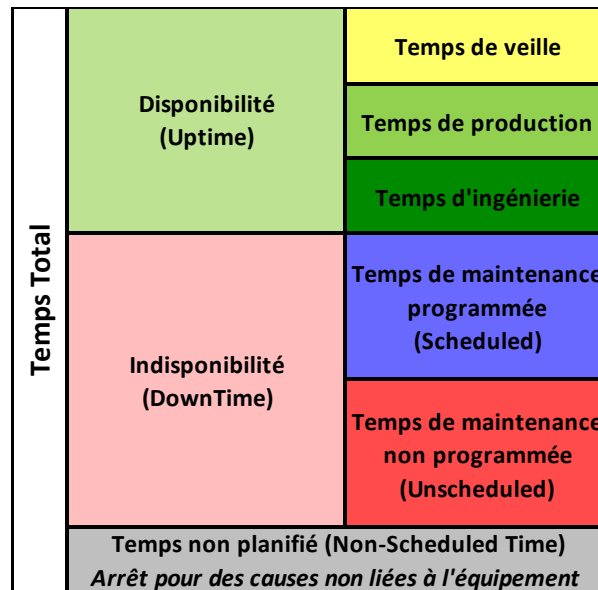 Temps Total
Disponibilité
(Uptime)
Temps de veille
Temps de production
Temps d'ingénierie
Indisponibilité
(DownTime)
Temps de maintenance
programmée
(Scheduled)
Temps de maintenance
non programmée
(Unscheduled)
Temps non planifié (Non-Scheduled Time)
Arrêt pour des causes non liées à l'équipement